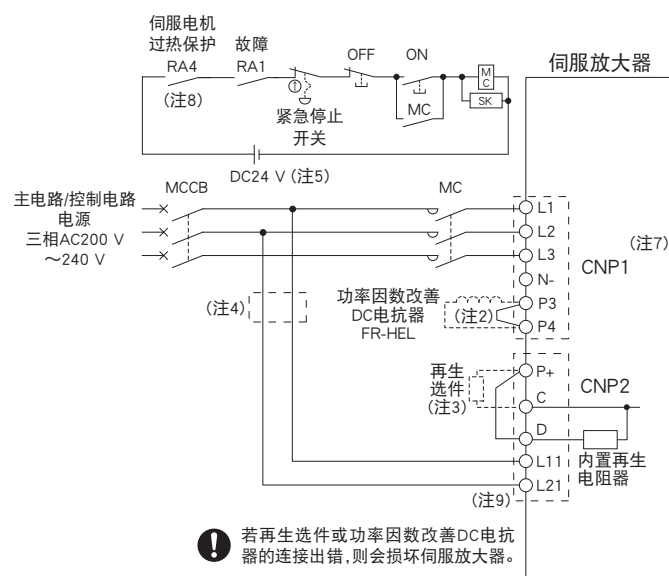 伺服电机
过热保护
故障
OFF
ON
RA4
RA1
(注8)
MC
SK
MC
紧急停止
开关
伺服放大器
DC24 V (注5)
主电路/控制电路
电源
三相AC200 V
~240 V
MCCB
MC
L1
L2
L3
N-
P3
P4
CNP1
(注7)
(注4)
功率因数改善
DC电抗器
FR-HEL
(注2)
再生
选件
(注3)
P+
C
D
L11
L21
CNP2
内置再生
电阻器
(注9)
若再生选件或功率因数改善DC电抗
器的连接出错,则会损坏伺服放大器。